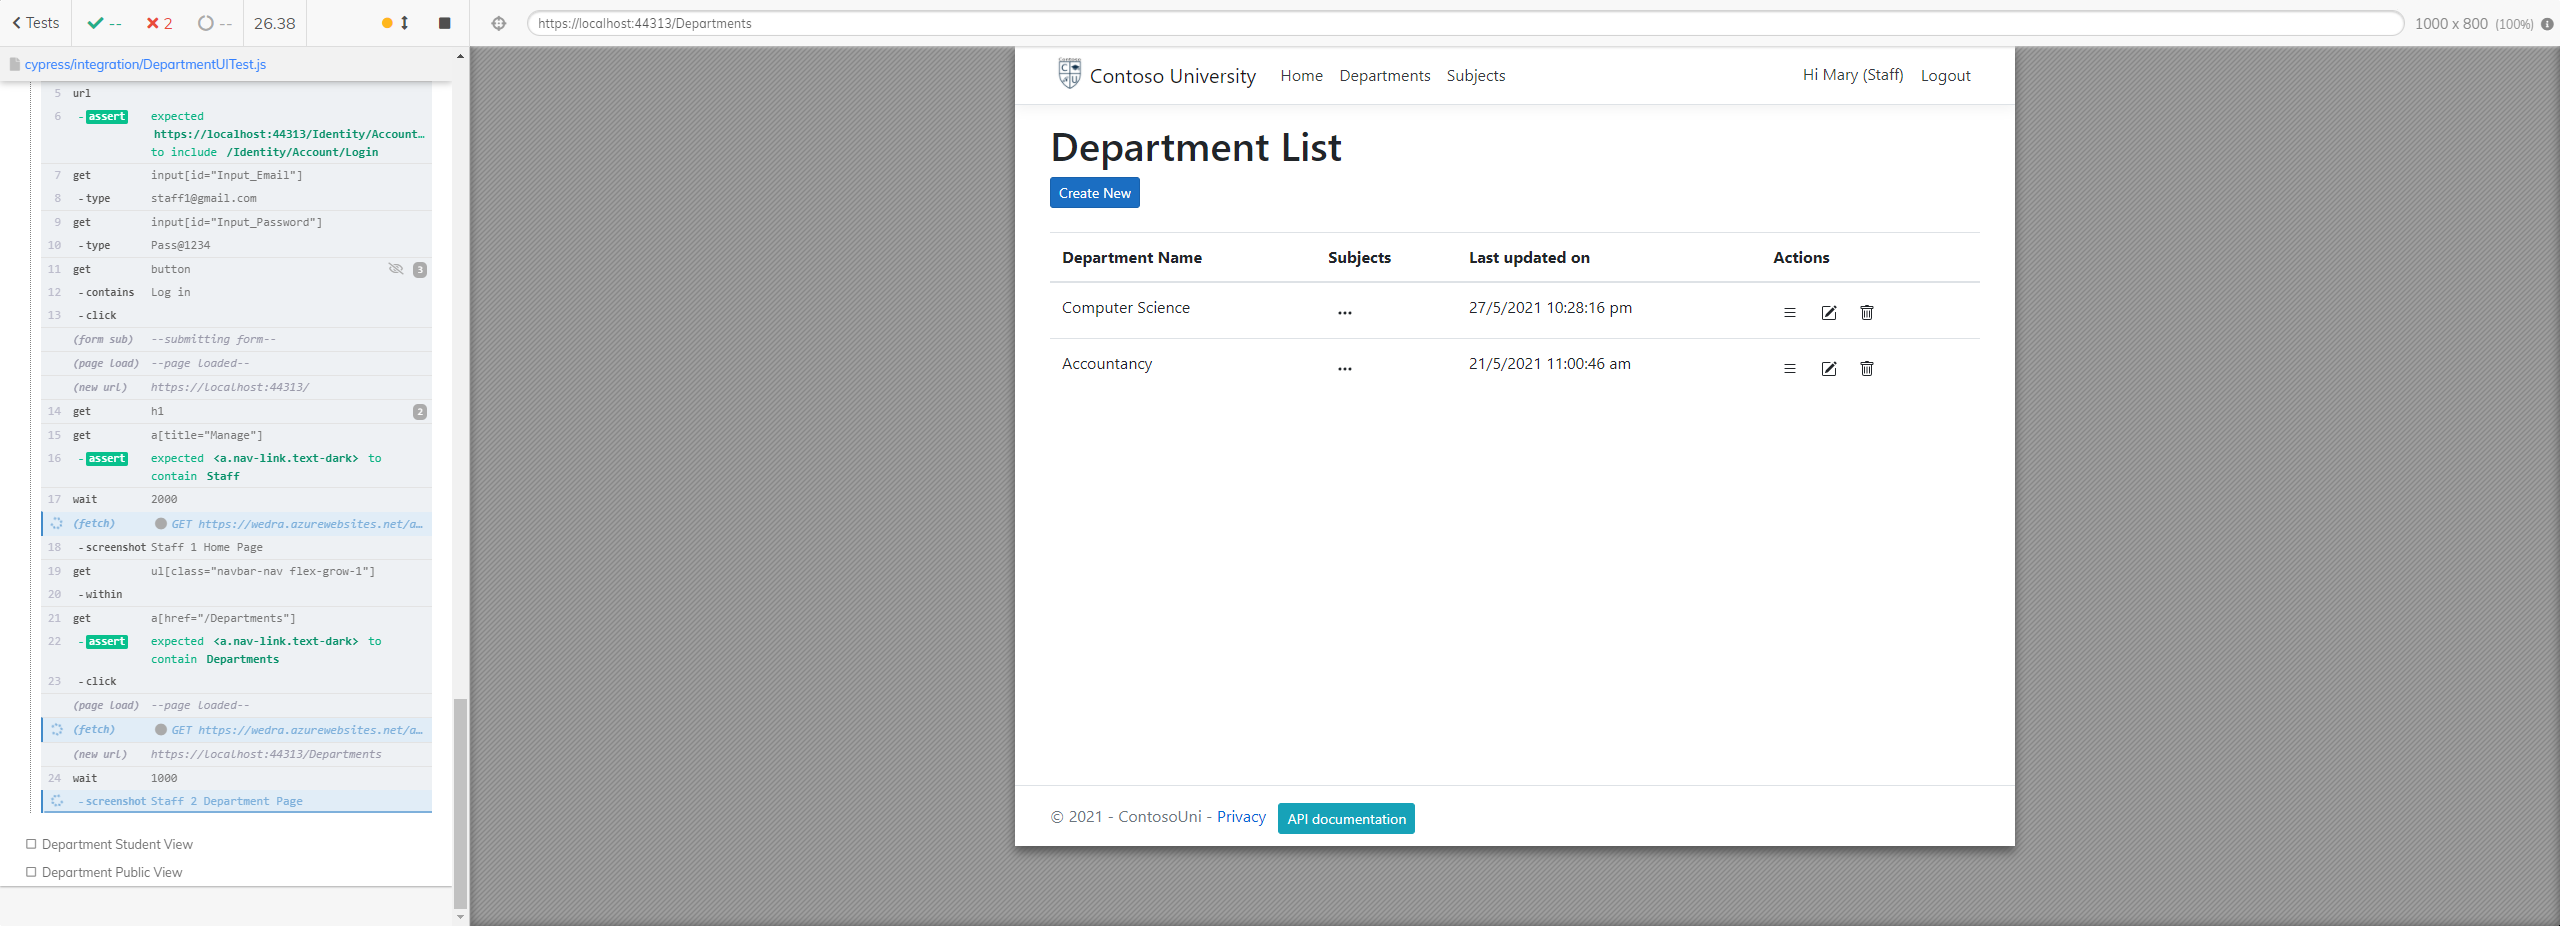 Tests
--
2
--
26.38
https://localhost:44313/Departments
1000 x 800 (100%)
cypress/integration/DepartmentUITest.js
5 url
6 -assert expected
https://localhost:44313/Identity/Account…
to include /Identity/Account/Login
7 get input[id="Input_Email"]
8 -type staff1@gmail.com
9 get input[id="Input_Password"]
10 -type Pass@1234
11 get button 3
12 -contains Log in
13 -click
(form sub) --submitting form--
(page load) --page loaded--
(new url) https://localhost:44313/
14 get h1 2
15 get a[title="Manage"]
16 -assert expected <a.nav-link.text-dark> to
contain Staff
17 wait 2000
(fetch) GET https://wedra.azurewebsites.net/a…
18 -screenshot Staff 1 Home Page
19 get ul[class="navbar-nav flex-grow-1"]
20 -within
21 get a[href="/Departments"]
22 -assert expected <a.nav-link.text-dark> to
contain Departments
23 -click
(page load) --page loaded--
(fetch) GET https://wedra.azurewebsites.net/a…
(new url) https://localhost:44313/Departments
24 wait 1000
-screenshot Staff 2 Department Page
Department Student View
Department Public View
Contoso University Home Departments Subjects Hi Mary (Staff) Logout
Department List
Create New
Department Name Subjects Last updated on Actions
Computer Science ... 27/5/2021 10:28:16 pm
Accountancy ... 21/5/2021 11:00:46 am
© 2021 - ContosoUni - Privacy API documentation